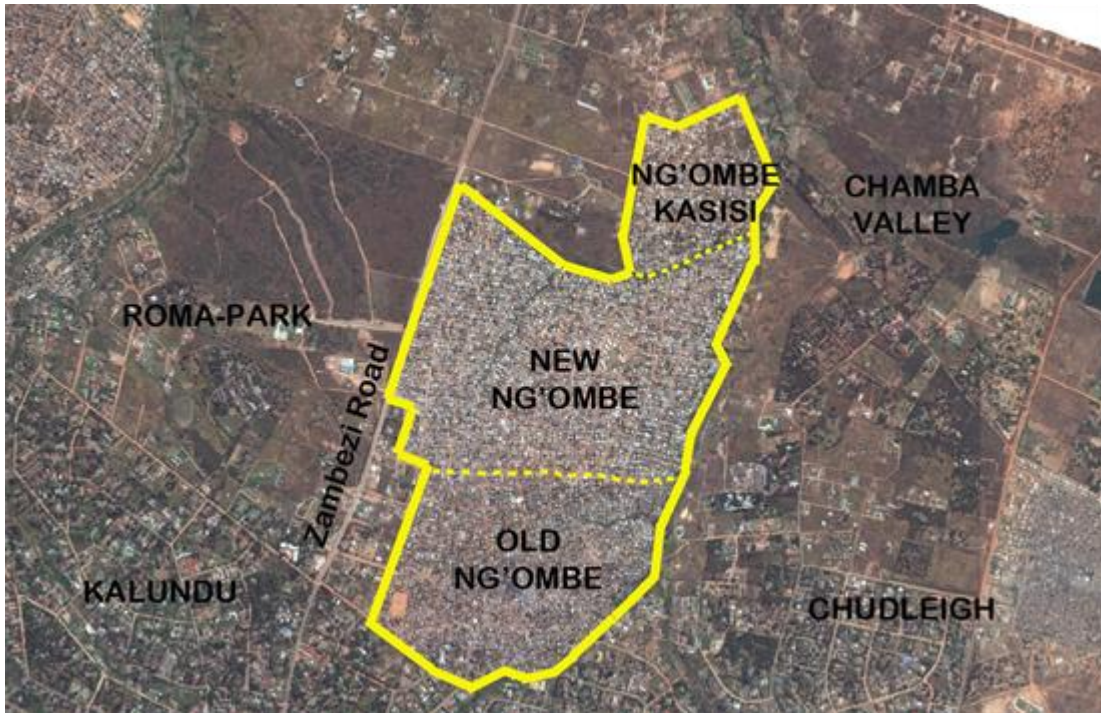 NG'OMBE
KASISI
CHAMBA
VALLEY
ROMA-PARK
NEW
NG'OMBE
Zambezi Road
OLD
NG'OMBE
KALUNDU
CHUDLEIGH